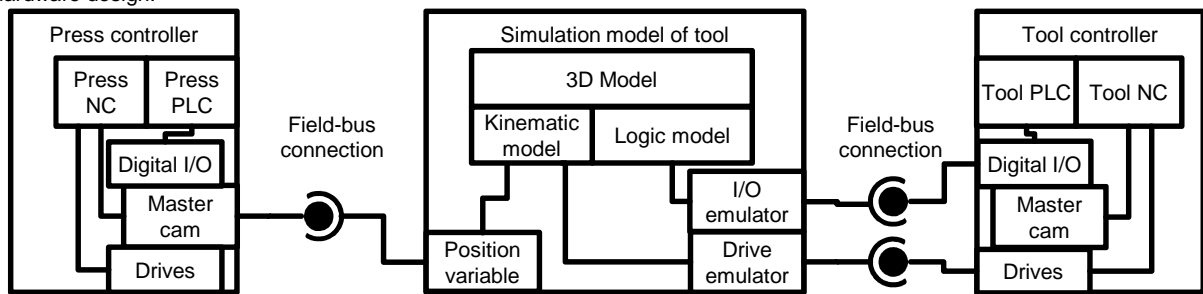 hardware design.
Press controller
Press
NC
Press
PLC
Digital I/O
Master
cam
Drives
Field-bus
connection
Simulation model of tool
3D Model
Kinematic
model
Logic model
I/O
emulator
Position
variable
Drive
emulator
Field-bus
connection
Tool controller
Tool PLC
Tool NC
Digital I/O
Master
cam
Drives